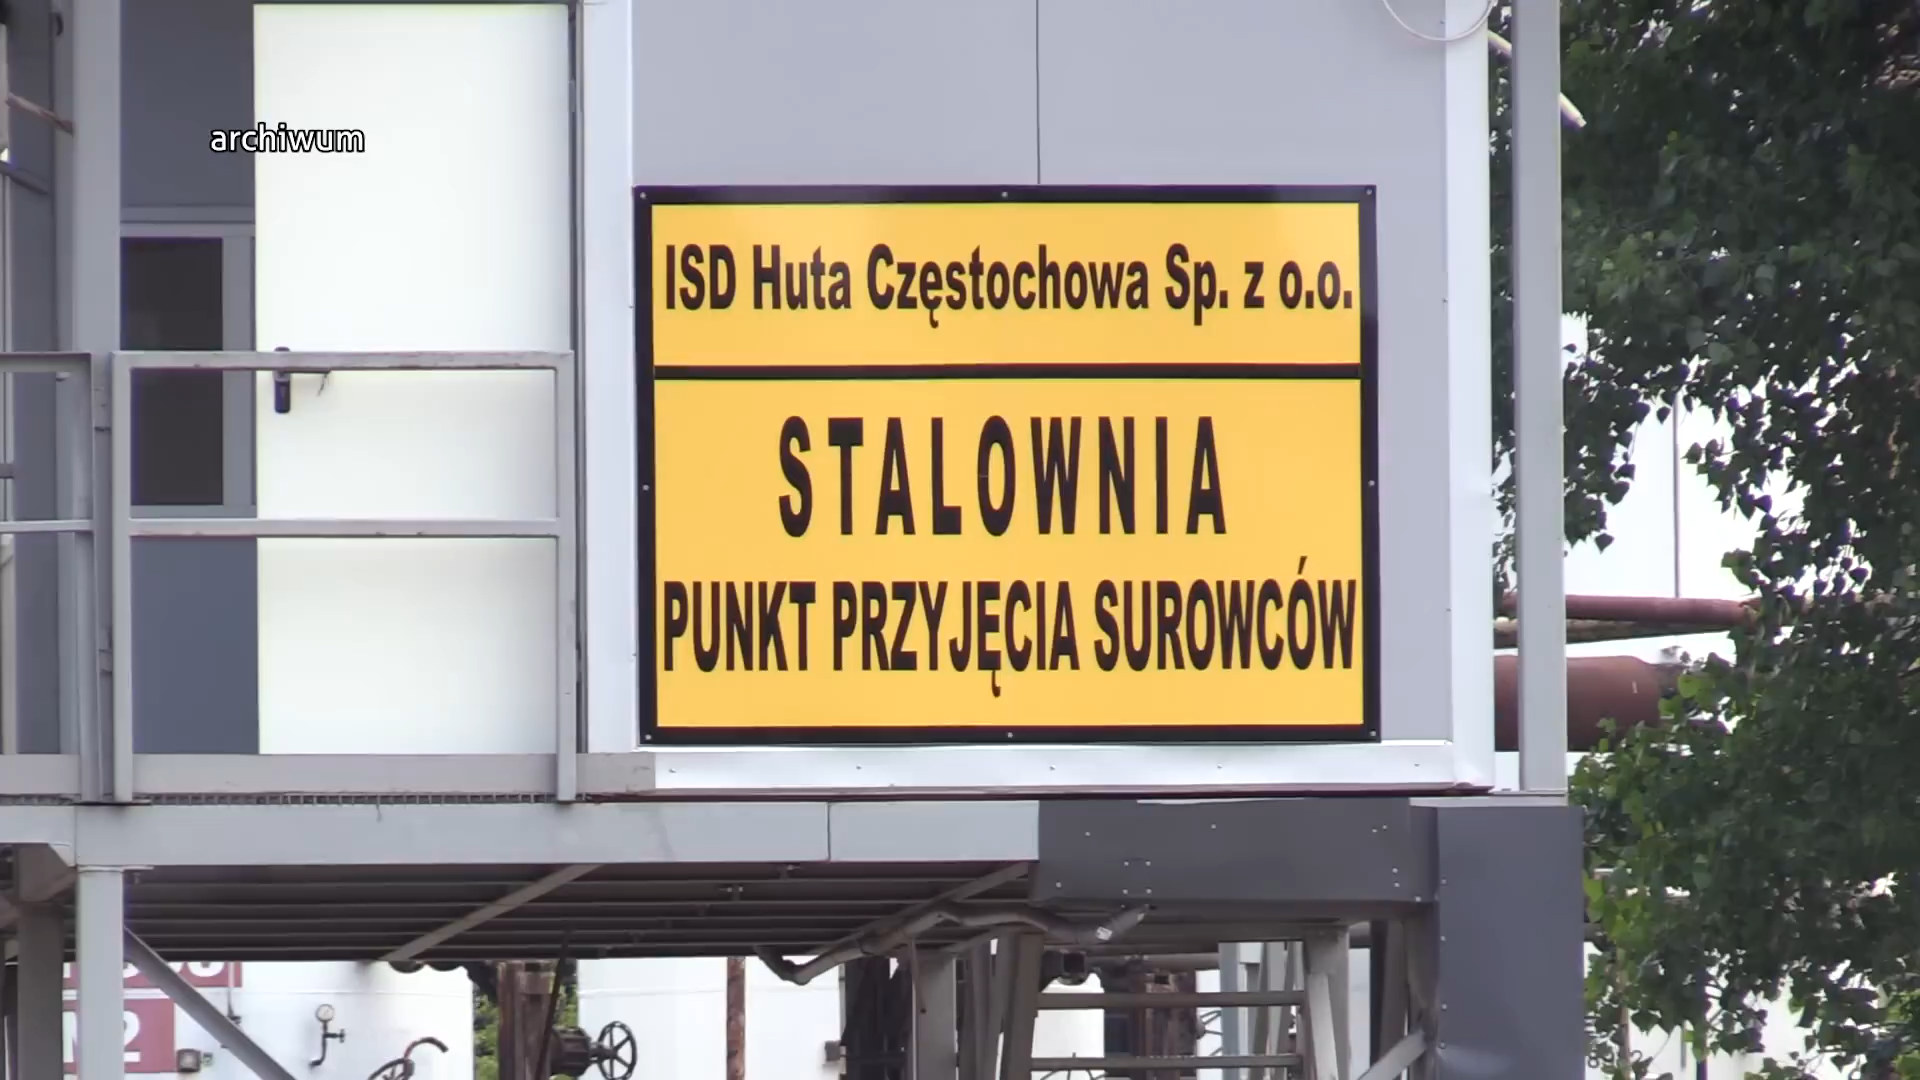 archiwum
ISD Huta Częstochowa Sp. z o.o.
STALOWNIA
PUNKT PRZYJĘCIA SUROWCÓW